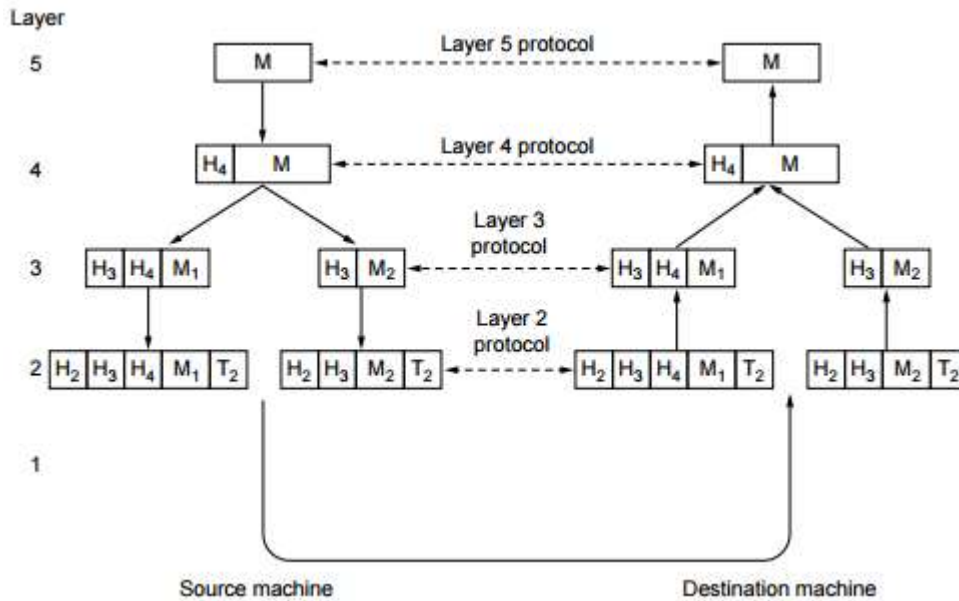 Layer
5 M Layer 5 protocol M
4 H₄ M Layer 4 protocol H₄ M
Layer 3
protocol
3 H₃ H₄ M₁ H₃ M₂ H₃ H₄ M₁ H₃ M₂
Layer 2
protocol
2 H₂ H₃ H₄ M₁ T₂ H₂ H₃ M₂ T₂ H₂ H₃ H₄ M₁ T₂ H₂ H₃ M₂ T₂
1
Source machine Destination machine